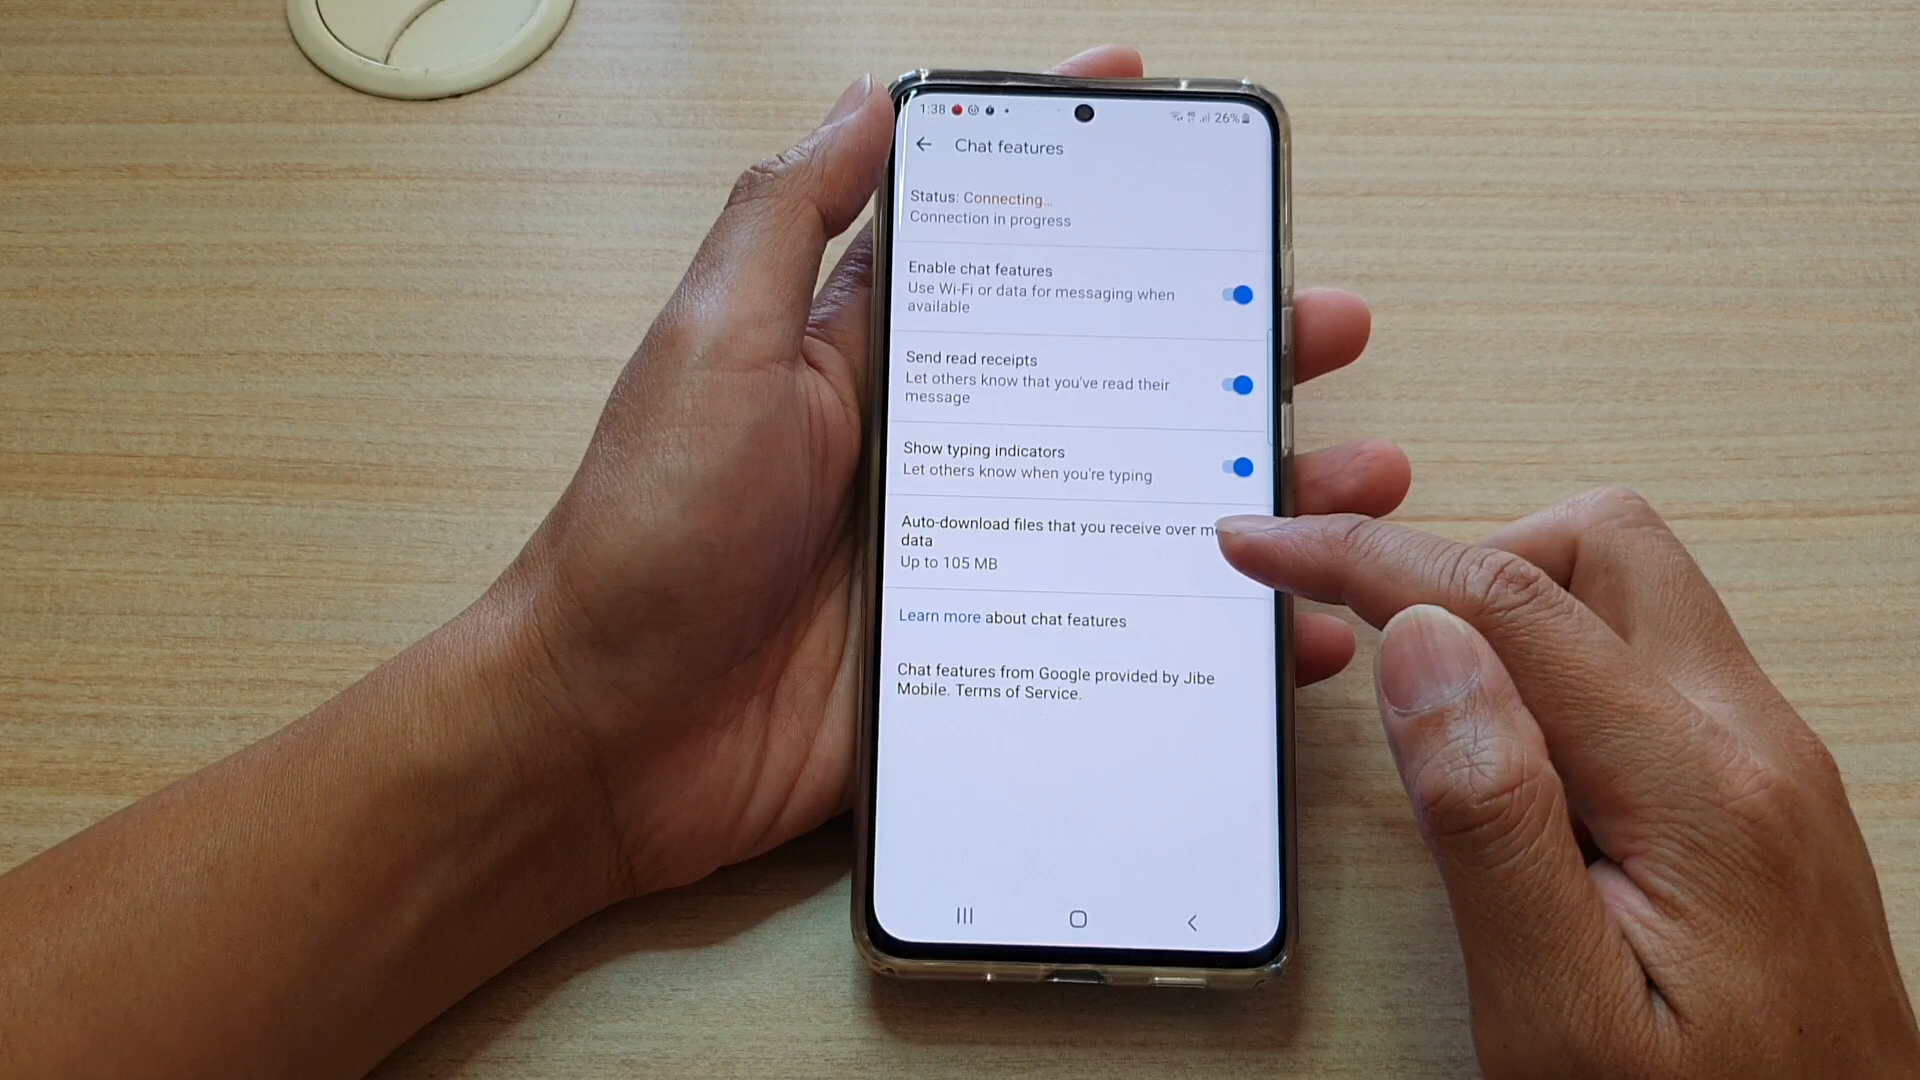 1:38 26%
Chat features
Status: Connecting...
Connection in progress
Enable chat features
Use Wi-Fi or data for messaging when
available
Send read receipts
Let others know that you've read their
message
Show typing indicators
Let others know when you're typing
Auto-download files that you receive over
data
Up to 105 MB
Learn more about chat features
Chat features from Google provided by Jibe
Mobile. Terms of Service.